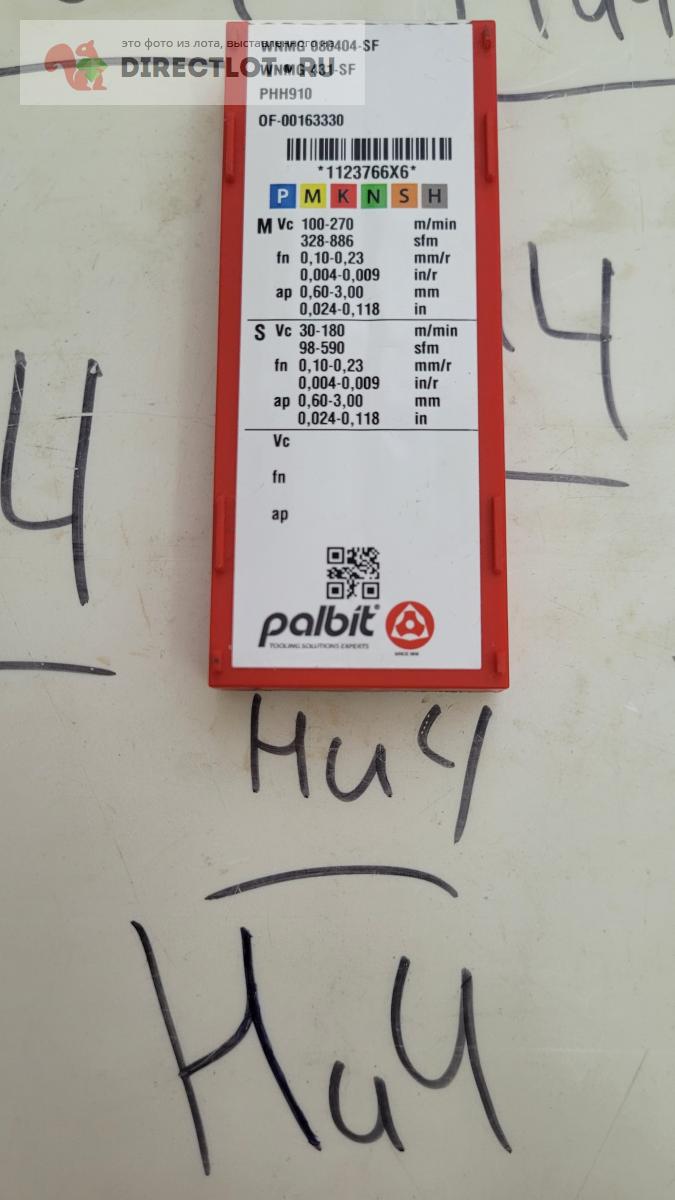 это фото из лота, выставленного на
DIRECTLOT.RU
WNMG 080404-SF
WNMG 431-SF
PHH910
OF-00163330
*1123766X6*
P M K N S H
M Vc 100-270 m/min
328-886 sfm
fn 0,10-0,23 mm/r
0,004-0,009 in/r
ap 0,60-3,00 mm
0,024-0,118 in
S Vc 30-180 m/min
98-590 sfm
fn 0,10-0,23 mm/r
0,004-0,009 in/r
ap 0,60-3,00 mm
0,024-0,118 in
Vc
fn
ap
palbit®
TOOLING SOLUTIONS EXPERTS
SINCE 1916
Ни4
Ни4